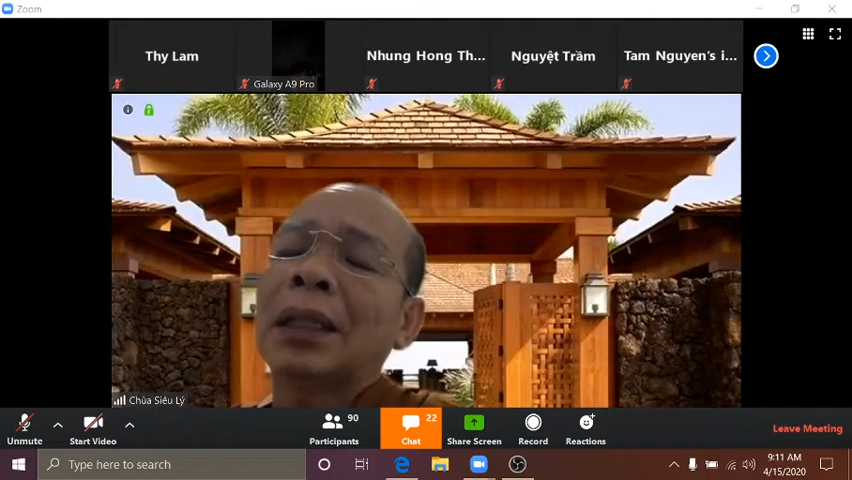 Zoom
Thy Lam
Galaxy A9 Pro
Nhung Hong Th...
Nguyệt Trầm
Tam Nguyen's i...
Chùa Siêu Lý
Unmute
Start Video
90
Participants
22
Chat
Share Screen
Record
Reactions
Leave Meeting
Type here to search
9:11 AM
4/15/2020